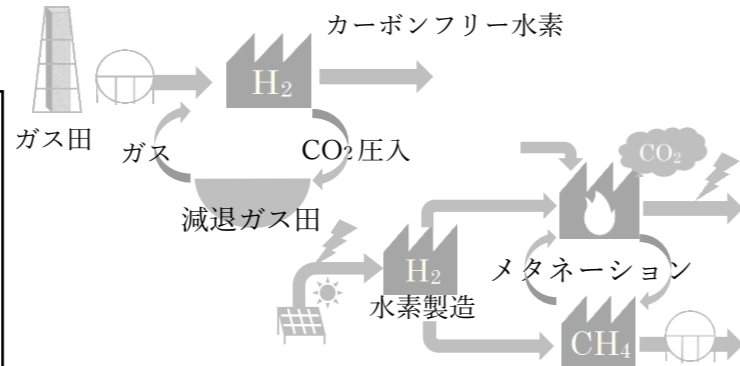 カーボンフリー水素
H₂
ガス田
ガス
CO₂圧入
減退ガス田
CO₂
H₂
水素製造
メタネーション
CH₄